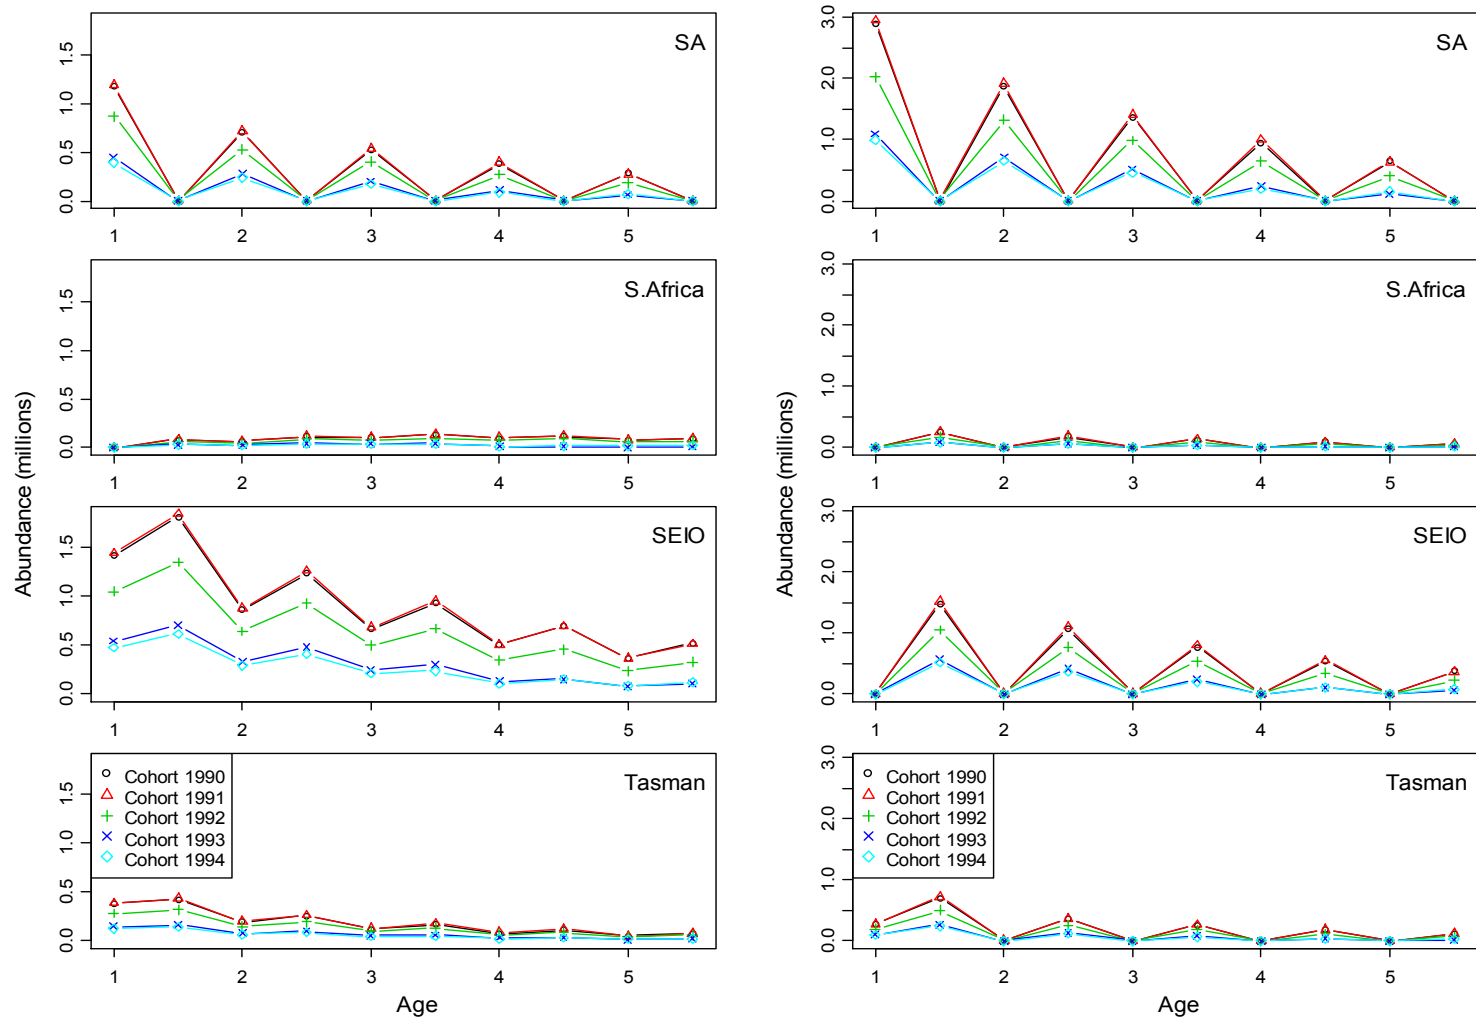 SA
0.0 0.5 1.0 1.5
1 2 3 4 5
S.Africa
0.0 0.5 1.0 1.5
1 2 3 4 5
SEIO
0.0 0.5 1.0 1.5
1 2 3 4 5
Tasman
0.0 0.5 1.0 1.5
Cohort 1990
Cohort 1991
Cohort 1992
Cohort 1993
Cohort 1994
1 2 3 4 5
Age
Abundance (millions)
SA
0.0 1.0 2.0 3.0
1 2 3 4 5
S.Africa
0.0 1.0 2.0 3.0
1 2 3 4 5
SEIO
0.0 1.0 2.0 3.0
1 2 3 4 5
Tasman
0.0 1.0 2.0 3.0
Cohort 1990
Cohort 1991
Cohort 1992
Cohort 1993
Cohort 1994
1 2 3 4 5
Age
Abundance (millions)